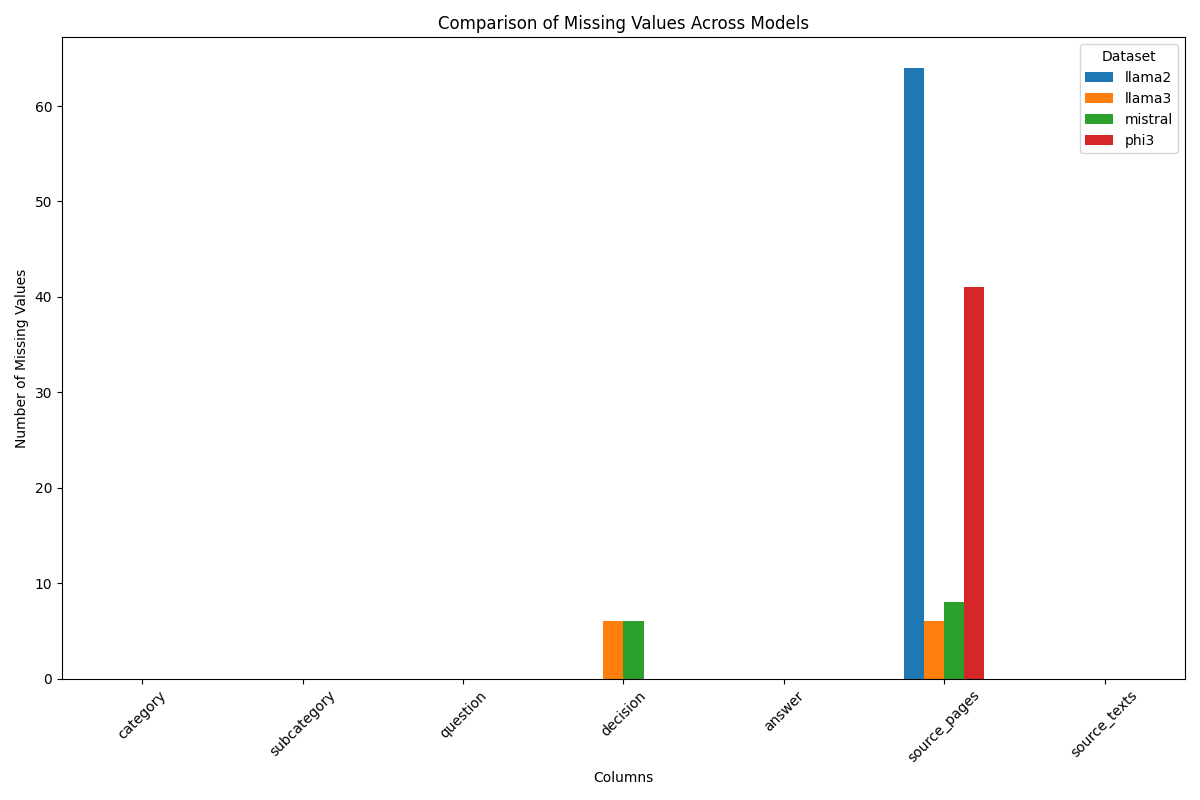 Comparison of Missing Values Across Models
Dataset
llama2
llama3
mistral
phi3
Number of Missing Values
60
50
40
30
20
10
0
category
subcategory
question
decision
answer
source_pages
source_texts
Columns